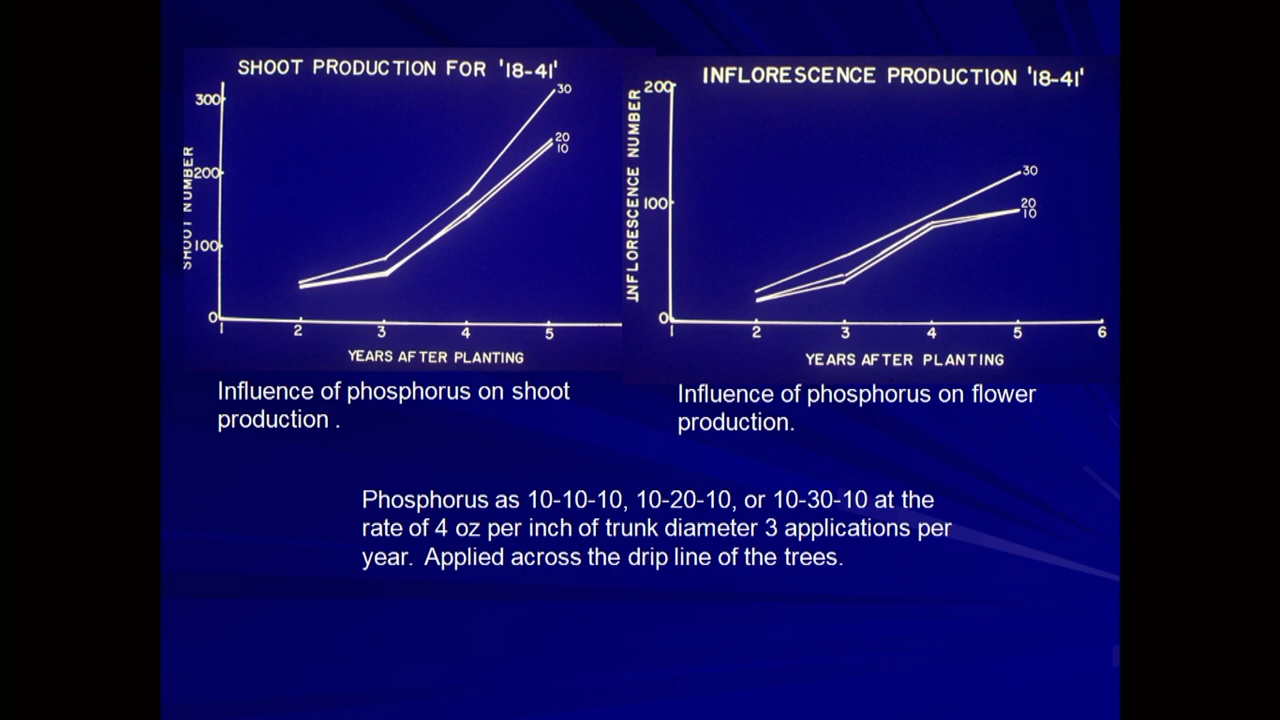 SHOOT PRODUCTION FOR '18-41'
300
200
100
0
SHOOT NUMBER
30
20
10
1 2 3 4 5
YEARS AFTER PLANTING
Influence of phosphorus on shoot
production .
INFLORESCENCE PRODUCTION '18-41'
200
100
0
INFLORESCENCE NUMBER
30
20
10
1 2 3 4 5 6
YEARS AFTER PLANTING
Influence of phosphorus on flower
production.
Phosphorus as 10-10-10, 10-20-10, or 10-30-10 at the
rate of 4 oz per inch of trunk diameter 3 applications per
year.  Applied across the drip line of the trees.